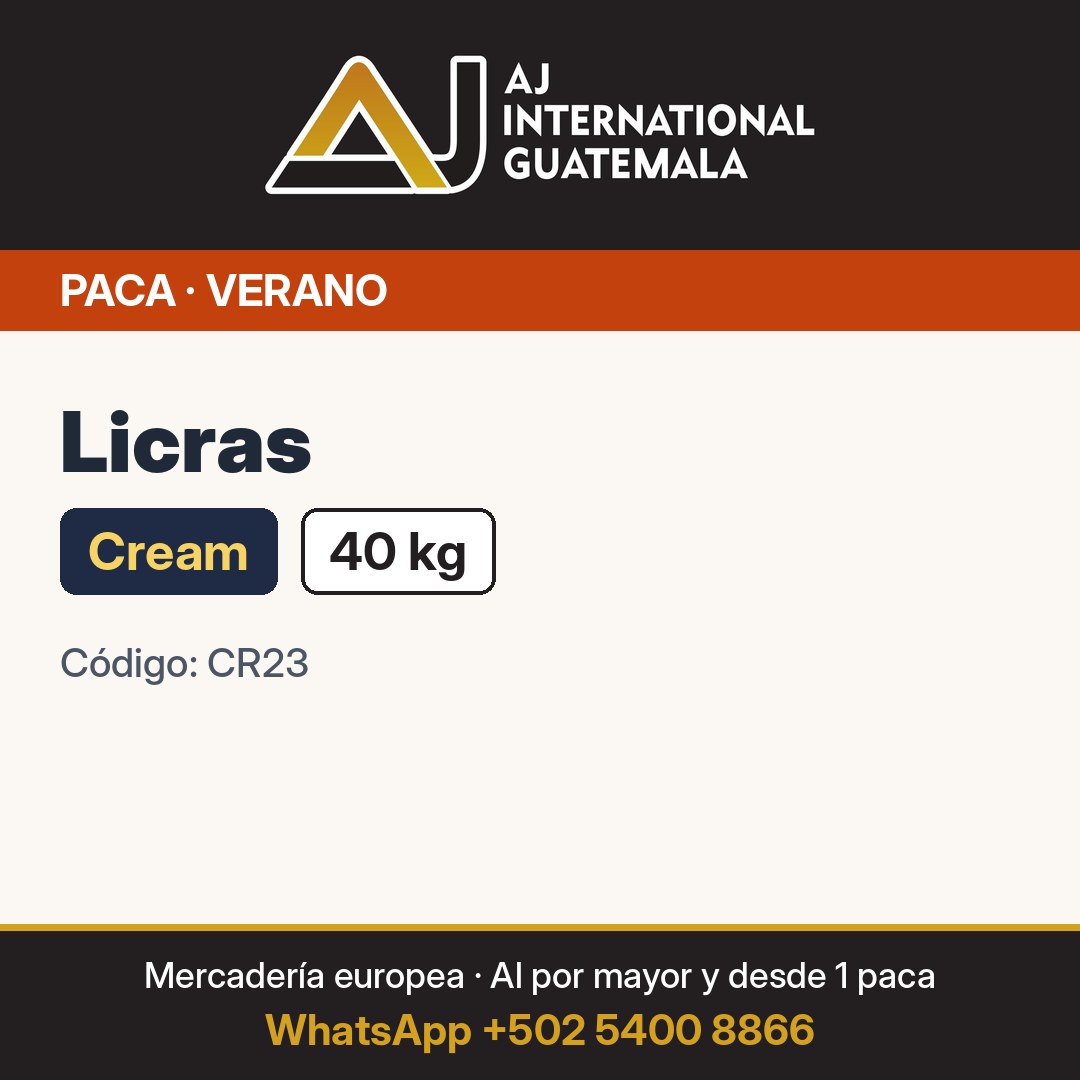 AJ
AJ
INTERNATIONAL
GUATEMALA
PACA · VERANO
Licras
Cream
40 kg
Código: CR23
Mercadería europea · Al por mayor y desde 1 paca
WhatsApp +502 5400 8866